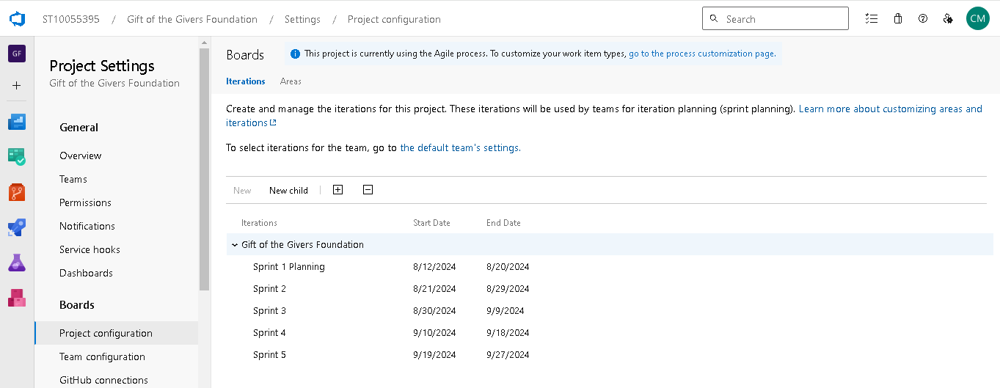 ST10055395 / Gift of the Givers Foundation / Settings / Project configuration
Search
CM
GF
Project Settings
Gift of the Givers Foundation
General
Overview
Teams
Permissions
Notifications
Service hooks
Dashboards
Boards
Project configuration
Team configuration
GitHub connections
Boards
This project is currently using the Agile process. To customize your work item types, go to the process customization page.
Iterations Areas
Create and manage the iterations for this project. These iterations will be used by teams for iteration planning (sprint planning). Learn more about customizing areas and
iterations
To select iterations for the team, go to the default team's settings.
New New child
Iterations Start Date End Date
Gift of the Givers Foundation
Sprint 1 Planning 8/12/2024 8/20/2024
Sprint 2 8/21/2024 8/29/2024
Sprint 3 8/30/2024 9/9/2024
Sprint 4 9/10/2024 9/18/2024
Sprint 5 9/19/2024 9/27/2024